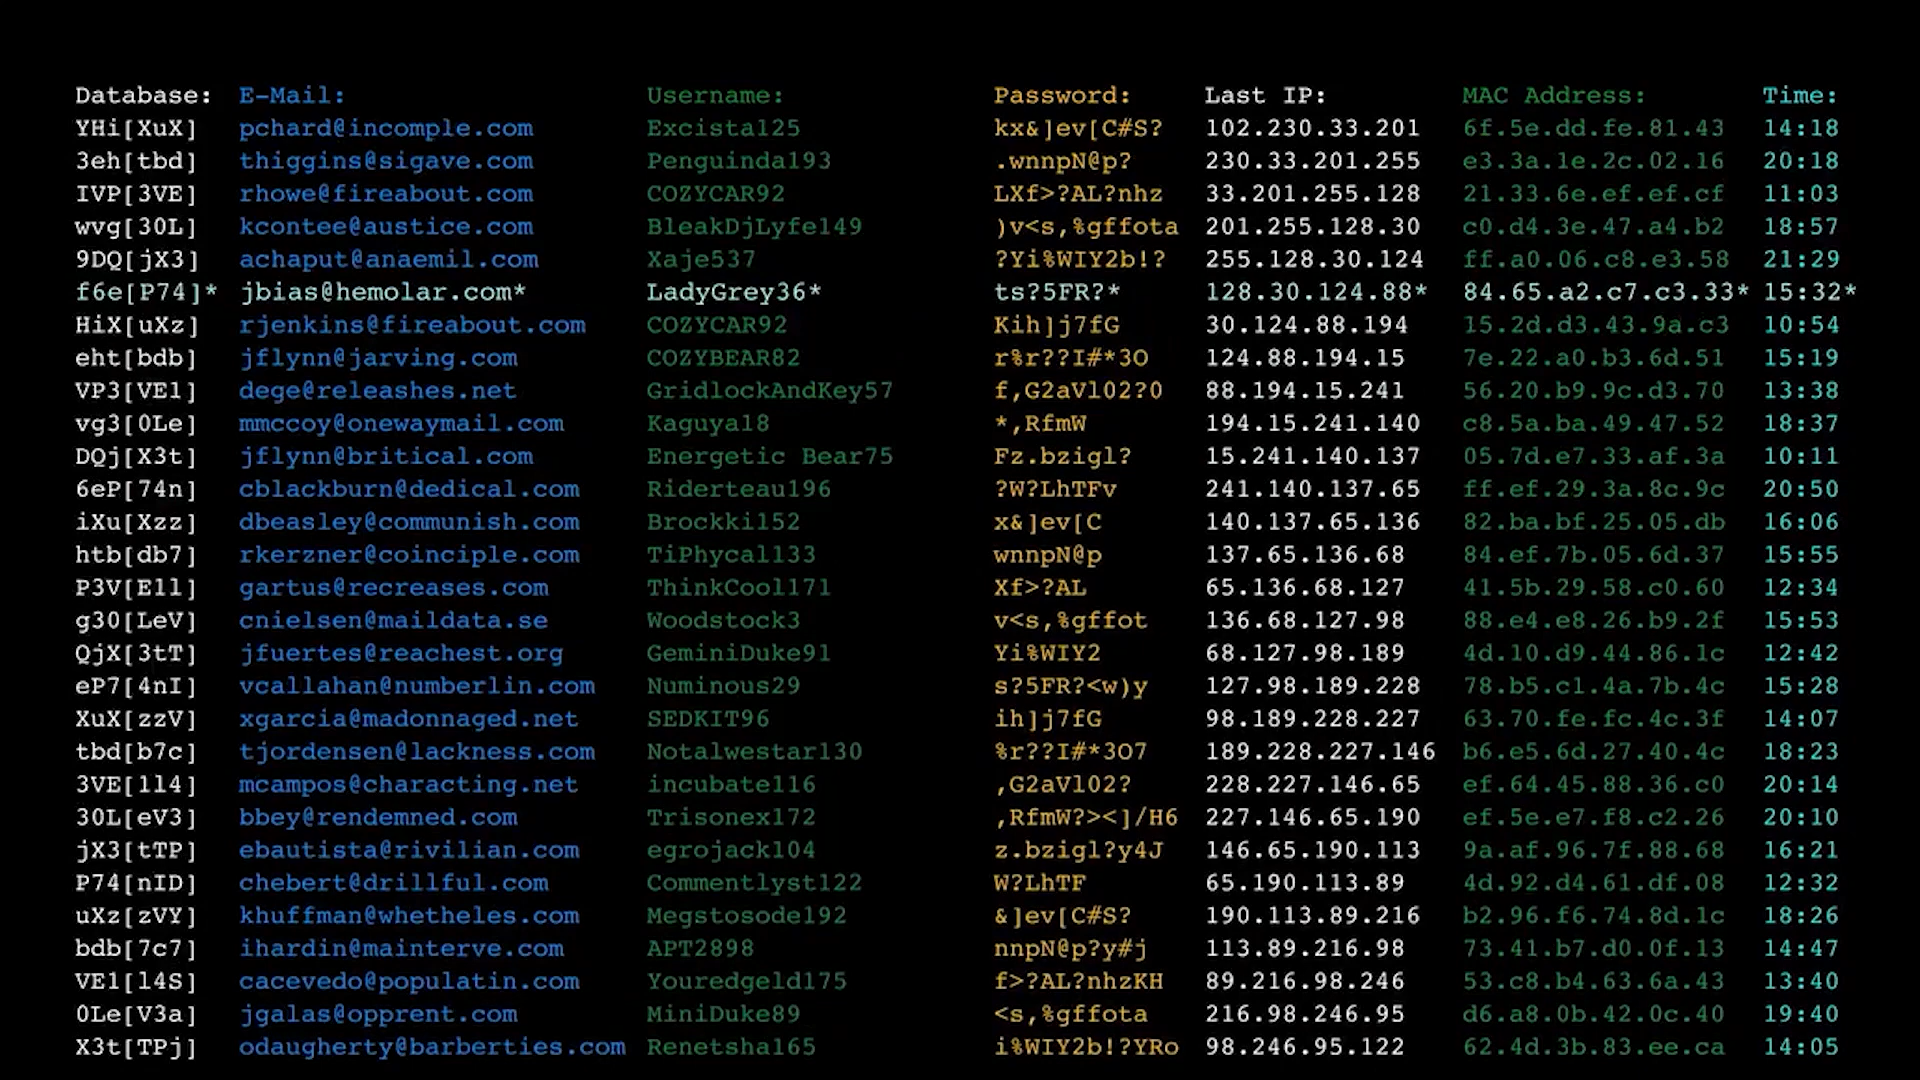 Database: E-Mail: Username: Password: Last IP: MAC Address: Time:
YHi[XuX] pchard@incomple.com Excista125 kx&]ev[C#S? 102.230.33.201 6f.5e.dd.fe.81.43 14:18
3eh[tbd] thiggins@sigave.com Penguinda193 .wnnpN@p? 230.33.201.255 e3.3a.1e.2c.02.16 20:18
IVP[3VE] rhowe@fireabout.com COZYCAR92 LXf>?AL?nhz 33.201.255.128 21.33.6e.ef.ef.cf 11:03
wvg[30L] kcontee@austice.com BleakDjLyfe149 )v<s,%gffota 201.255.128.30 c0.d4.3e.47.a4.b2 18:57
9DQ[jX3] achaput@anaemil.com Xaje537 ?Yi%WIY2b!? 255.128.30.124 ff.a0.06.c8.e3.58 21:29
f6e[P74]* jbias@hemolar.com* LadyGrey36* ts?5FR?* 128.30.124.88* 84.65.a2.c7.c3.33* 15:32*
HiX[uXz] rjenkins@fireabout.com COZYCAR92 Kih]j7fG 30.124.88.194 15.2d.d3.43.9a.c3 10:54
eht[bdb] jflynn@jarving.com COZYBEAR82 r%r??I#*3O 124.88.194.15 7e.22.a0.b3.6d.51 15:19
VP3[VE1] dege@releashes.net GridlockAndKey57 f,G2aVl02?0 88.194.15.241 56.20.b9.9c.d3.70 13:38
vg3[0Le] mmccoy@onewaymail.com Kaguya18 *,RfmW 194.15.241.140 c8.5a.ba.49.47.52 18:37
DQj[X3t] jflynn@britical.com Energetic Bear75 Fz.bzigl? 15.241.140.137 05.7d.e7.33.af.3a 10:11
6eP[74n] cblackburn@dedical.com Riderteau196 ?W?LhTFv 241.140.137.65 ff.ef.29.3a.8c.9c 20:50
iXu[Xzz] dbeasley@communish.com Brockki152 x&]ev[C 140.137.65.136 82.ba.bf.25.05.db 16:06
htb[db7] rkerzner@coinciple.com TiPhycal133 wnnpN@p 137.65.136.68 84.ef.7b.05.6d.37 15:55
P3V[E1l] gartus@recreases.com ThinkCool171 Xf>?AL 65.136.68.127 41.5b.29.58.c0.60 12:34
g30[LeV] cnielsen@maildata.se Woodstock3 v<s,%gffot 136.68.127.98 88.e4.e8.26.b9.2f 15:53
QjX[3tT] jfuertes@reachest.org GeminiDuke91 Yi%WIY2 68.127.98.189 4d.10.d9.44.86.1c 12:42
eP7[4nI] vcallahan@numberlin.com Numinous29 s?5FR?<w)y 127.98.189.228 78.b5.c1.4a.7b.4c 15:28
XuX[zzV] xgarcia@madonnaged.net SEDKIT96 ih]j7fG 98.189.228.227 63.70.fe.fc.4c.3f 14:07
tbd[b7c] tjordensen@lackness.com Notalwestar130 %r??I#*3O7 189.228.227.146 b6.e5.6d.27.40.4c 18:23
3VE[1l4] mcampos@characting.net incubate116 ,G2aVl02? 228.227.146.65 ef.64.45.88.36.c0 20:14
30L[eV3] bbey@rendemned.com Trisonex172 ,RfmW?><]/H6 227.146.65.190 ef.5e.e7.f8.c2.26 20:10
jX3[tTP] ebautista@rivilian.com egrojack104 z.bzigl?y4J 146.65.190.113 9a.af.96.7f.88.68 16:21
P74[nID] chebert@drillful.com Commentlyst122 W?LhTF 65.190.113.89 4d.92.d4.61.df.08 12:32
uXz[zVY] khuffman@whetheles.com Megstosode192 &]ev[C#S? 190.113.89.216 b2.96.f6.74.8d.1c 18:26
bdb[7c7] ihardin@mainterve.com APT2898 nnpN@p?y#j 113.89.216.98 73.41.b7.d0.0f.13 14:47
VE1[l4S] cacevedo@populatin.com Youredgeld175 f>?AL?nhzKH 89.216.98.246 53.c8.b4.63.6a.43 13:40
0Le[V3a] jgalas@opprent.com MiniDuke89 <s,%gffota 216.98.246.95 d6.a8.0b.42.0c.40 19:40
X3t[TPj] odaugherty@barberties.com Renetsha165 i%WIY2b!?YRo 98.246.95.122 62.4d.3b.83.ee.ca 14:05